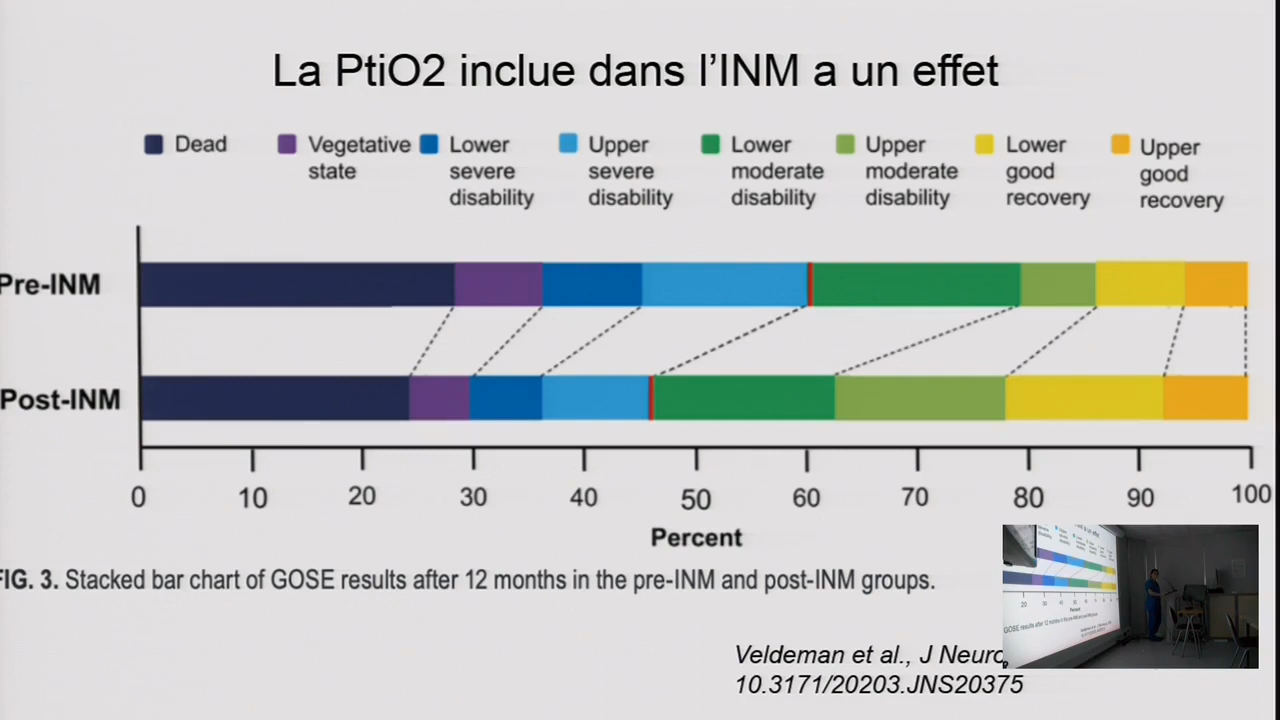 La PtiO2 inclue dans l'INM a un effet
Dead
Vegetative
state
Lower
severe
disability
Upper
severe
disability
Lower
moderate
disability
Upper
moderate
disability
Lower
good
recovery
Upper
good
recovery
Pre-INM
Post-INM
0 10 20 30 40 50 60 70 80 90 100
Percent
FIG. 3. Stacked bar chart of GOSE results after 12 months in the pre-INM and post-INM groups.
Veldeman et al., J Neuro
10.3171/20203.JNS20375